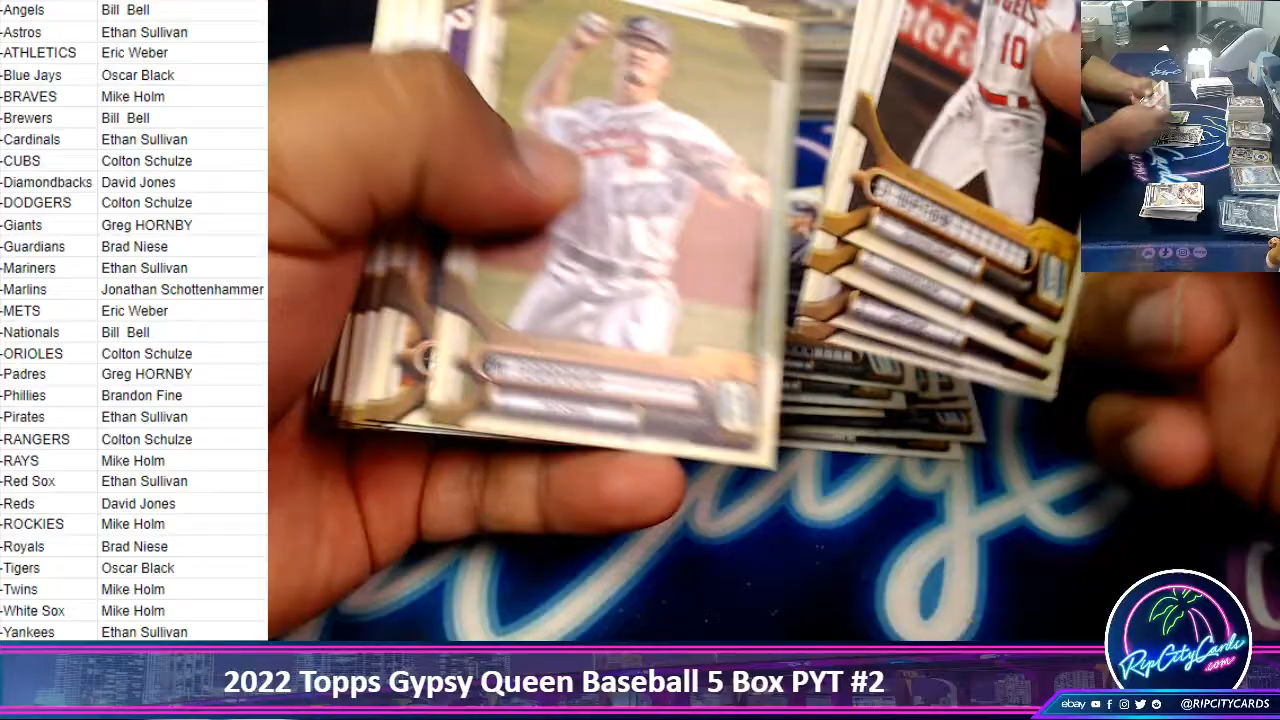 -Angels Bill Bell
-Astros Ethan Sullivan
-ATHLETICS Eric Weber
-Blue Jays Oscar Black
-BRAVES Mike Holm
-Brewers Bill Bell
-Cardinals Ethan Sullivan
-CUBS Colton Schulze
-Diamondbacks David Jones
-DODGERS Colton Schulze
-Giants Greg HORNBY
-Guardians Brad Niese
-Mariners Ethan Sullivan
-Marlins Jonathan Schottenhammer
-METS Eric Weber
-Nationals Bill Bell
-ORIOLES Colton Schulze
-Padres Greg HORNBY
-Phillies Brandon Fine
-Pirates Ethan Sullivan
-RANGERS Colton Schulze
-RAYS Mike Holm
-Red Sox Ethan Sullivan
-Reds David Jones
-ROCKIES Mike Holm
-Royals Brad Niese
-Tigers Oscar Black
-Twins Mike Holm
-White Sox Mike Holm
-Yankees Ethan Sullivan
10
2022 Topps Gypsy Queen Baseball 5 Box PYT #2
RipCityCards
.com
ebay @RIPCITYCARDS